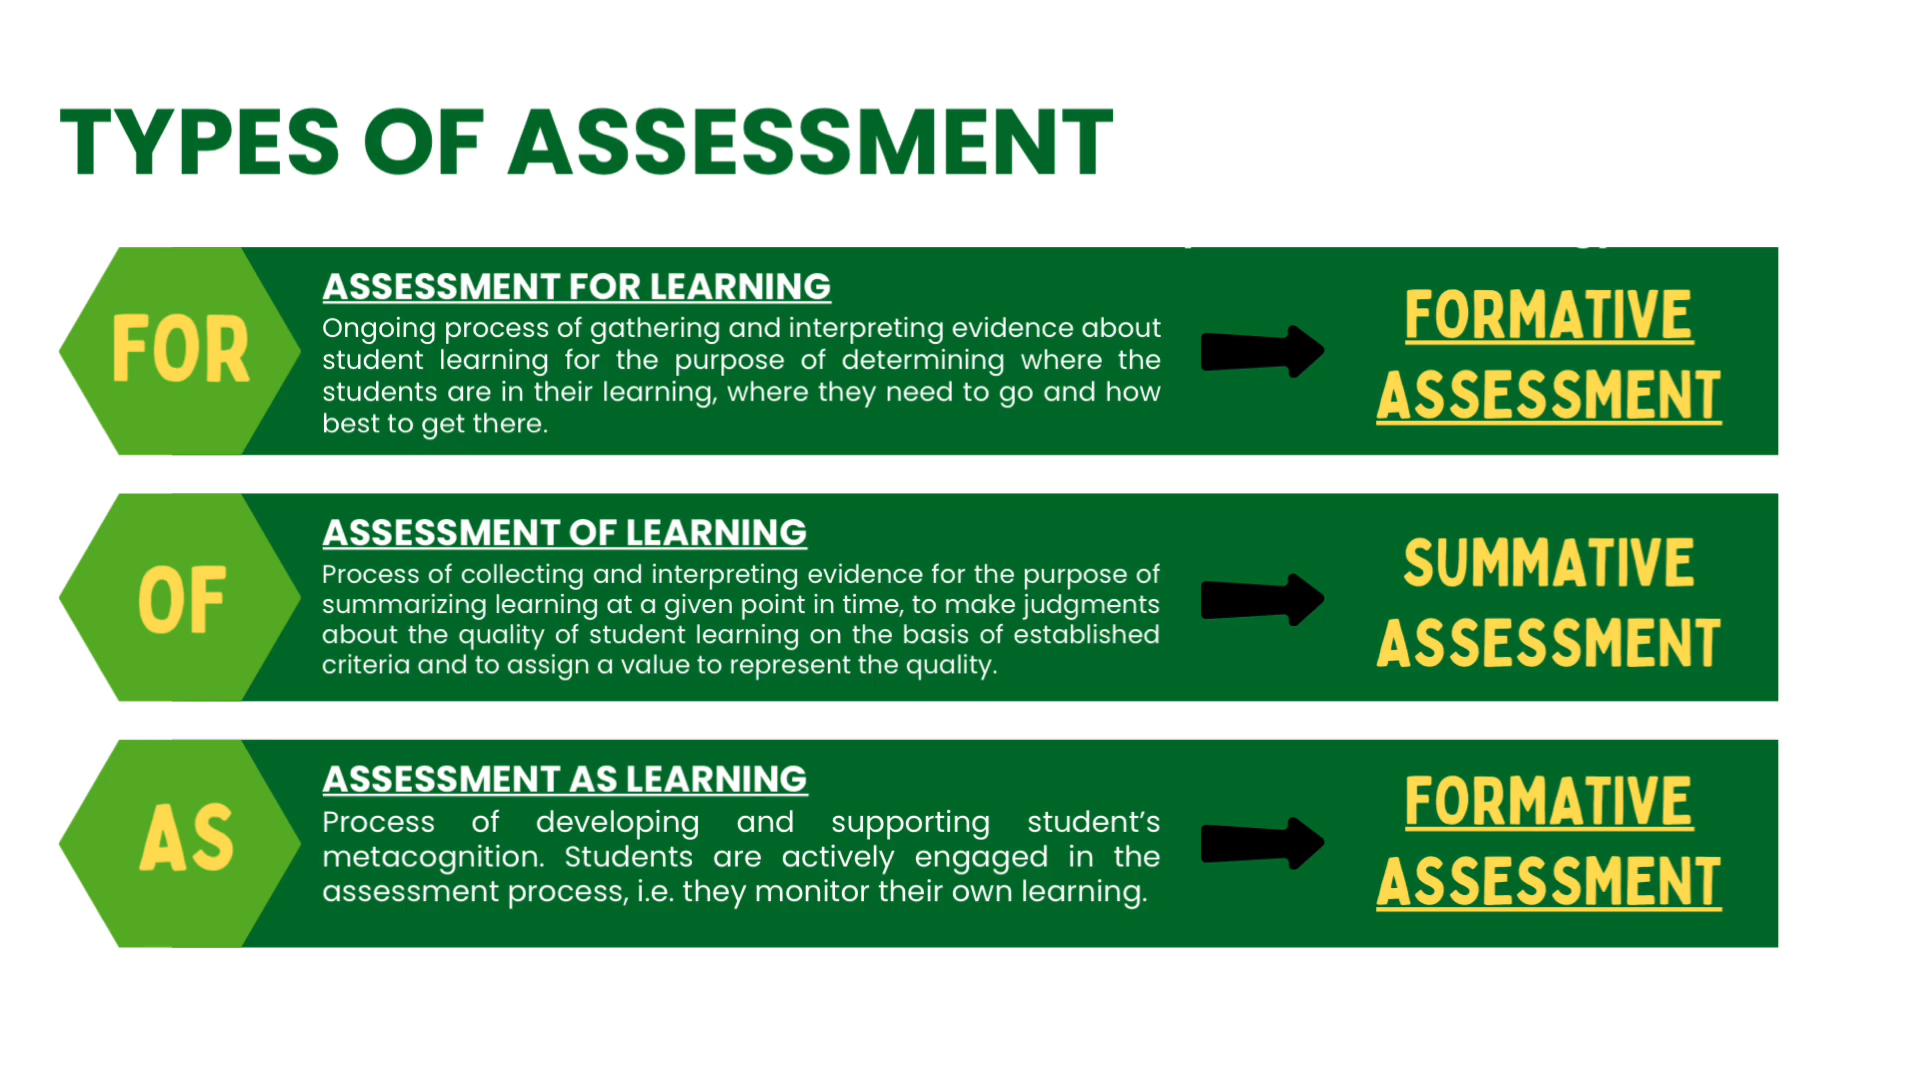 TYPES OF ASSESSMENT
FOR
ASSESSMENT FOR LEARNING
Ongoing process of gathering and interpreting evidence about
student learning for the purpose of determining where the
students are in their learning, where they need to go and how
best to get there.
FORMATIVE
ASSESSMENT
OF
ASSESSMENT OF LEARNING
Process of collecting and interpreting evidence for the purpose of
summarizing learning at a given point in time, to make judgments
about the quality of student learning on the basis of established
criteria and to assign a value to represent the quality.
SUMMATIVE
ASSESSMENT
AS
ASSESSMENT AS LEARNING
Process of developing and supporting student’s
metacognition. Students are actively engaged in the
assessment process, i.e. they monitor their own learning.
FORMATIVE
ASSESSMENT